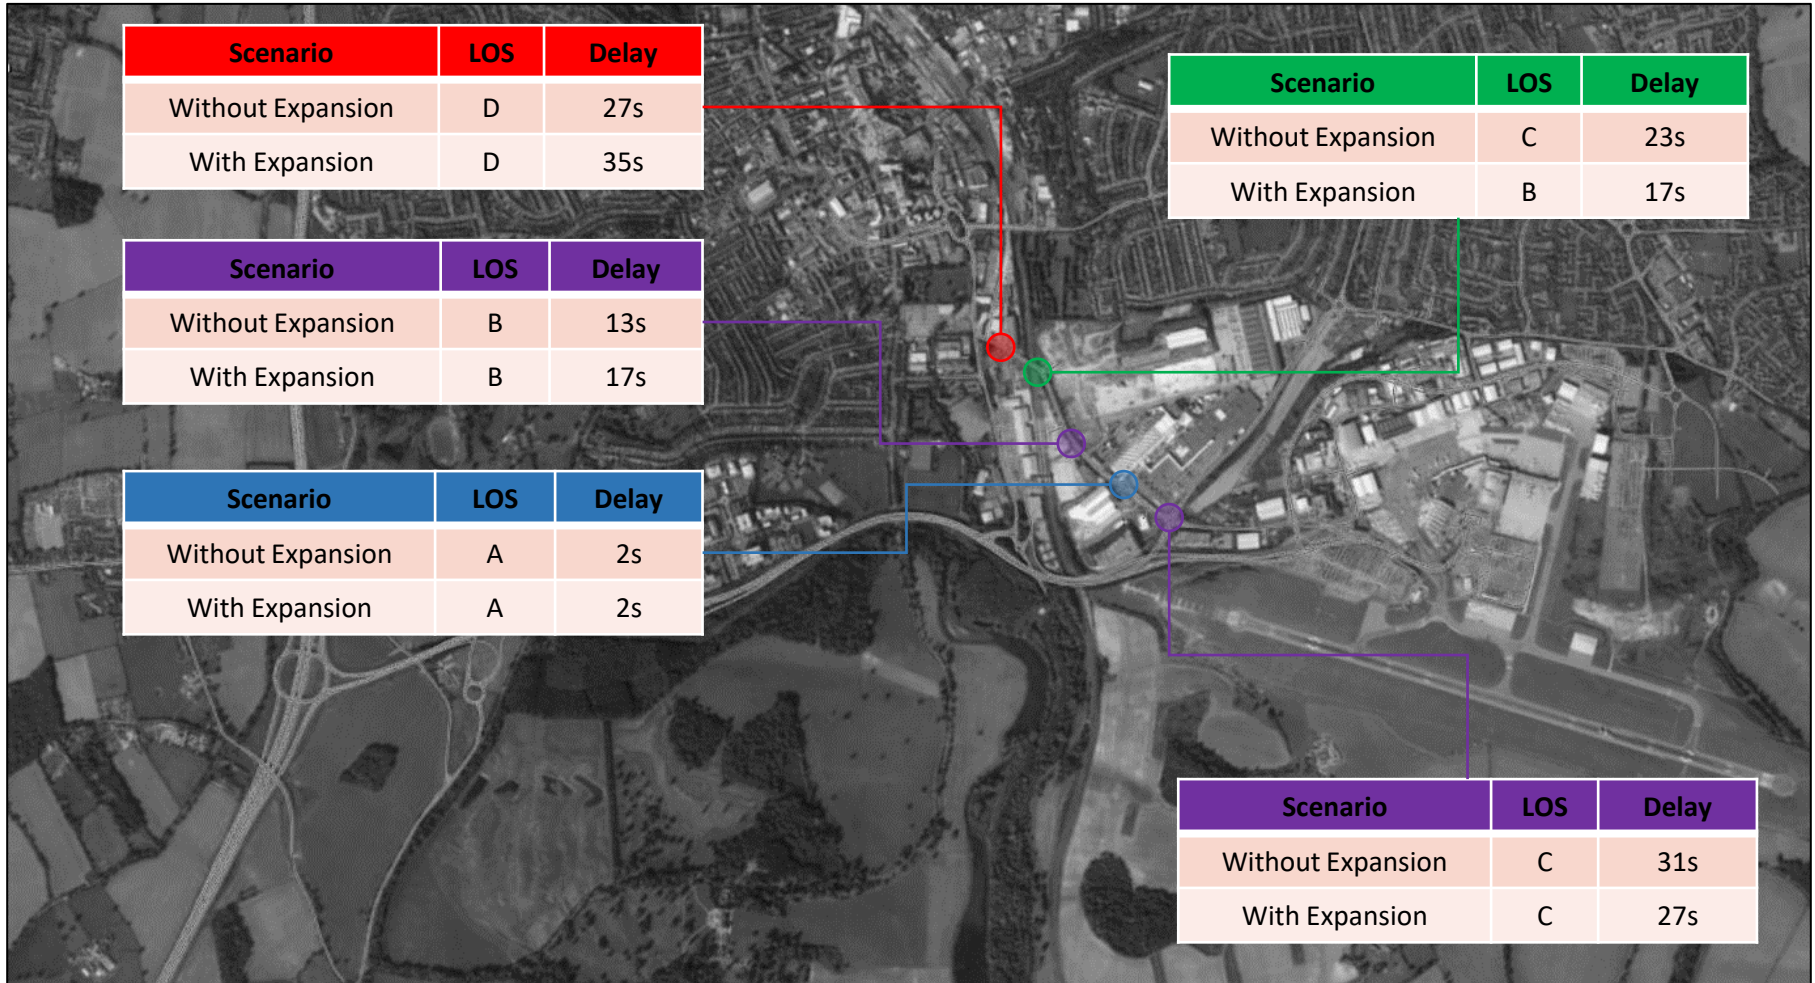 Scenario LOS Delay
Without Expansion D 27s
With Expansion D 35s
Scenario LOS Delay
Without Expansion C 23s
With Expansion B 17s
Scenario LOS Delay
Without Expansion B 13s
With Expansion B 17s
Scenario LOS Delay
Without Expansion A 2s
With Expansion A 2s
Scenario LOS Delay
Without Expansion C 31s
With Expansion C 27s